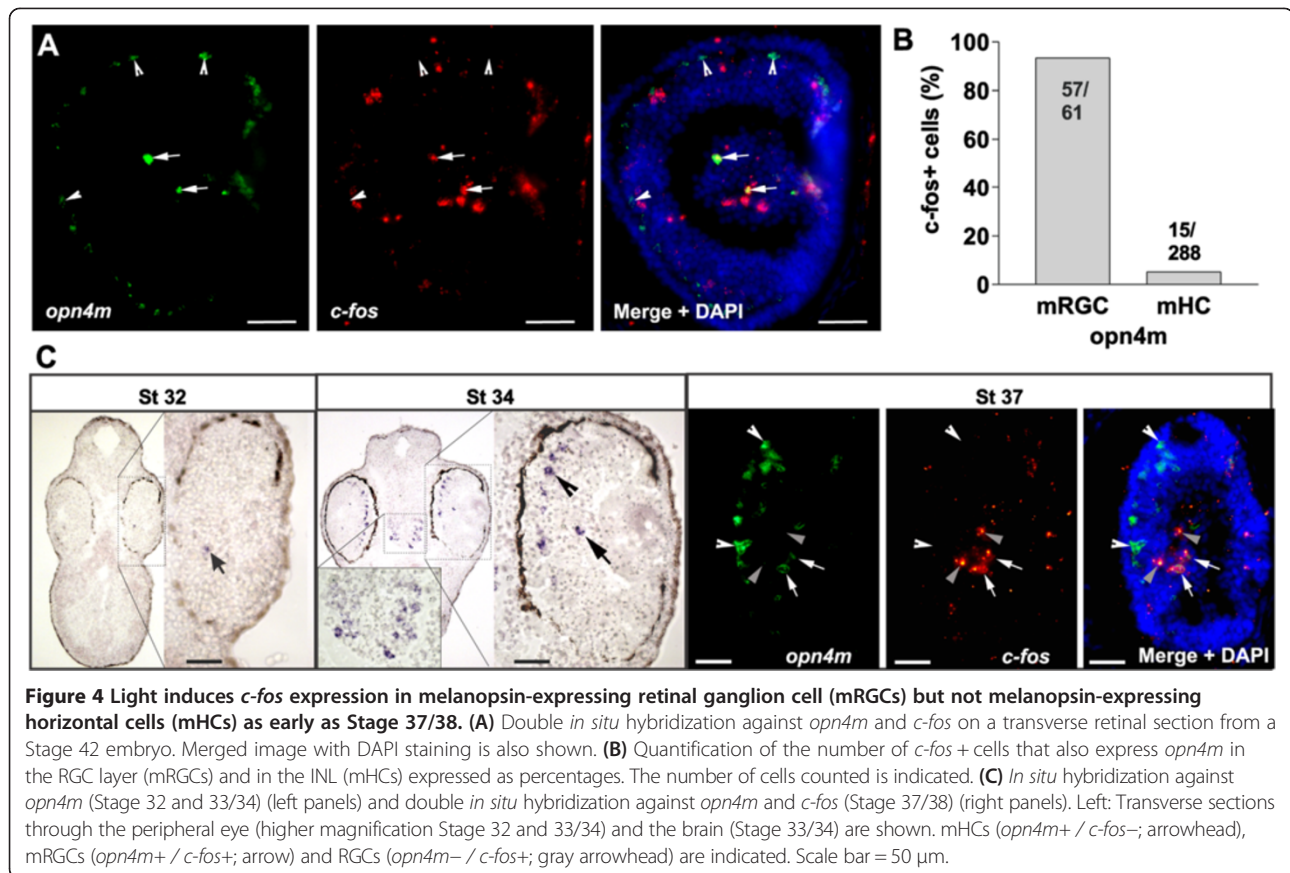 A
opn4m
c-fos
Merge + DAPI
B
c-fos+ cells (%)
100
80
60
40
20
0
57/
61
15/
288
mRGC mHC
opn4m
C
St 32
St 34
St 37
opn4m
c-fos
Merge + DAPI
Figure 4 Light induces c-fos expression in melanopsin-expressing retinal ganglion cell (mRGCs) but not melanopsin-expressing
horizontal cells (mHCs) as early as Stage 37/38. (A) Double in situ hybridization against opn4m and c-fos on a transverse retinal section from a
Stage 42 embryo. Merged image with DAPI staining is also shown. (B) Quantification of the number of c-fos + cells that also express opn4m in
the RGC layer (mRGCs) and in the INL (mHCs) expressed as percentages. The number of cells counted is indicated. (C) In situ hybridization against
opn4m (Stage 32 and 33/34) (left panels) and double in situ hybridization against opn4m and c-fos (Stage 37/38) (right panels). Left: Transverse sections
through the peripheral eye (higher magnification Stage 32 and 33/34) and the brain (Stage 33/34) are shown. mHCs (opn4m+ / c-fos−; arrowhead),
mRGCs (opn4m+ / c-fos+; arrow) and RGCs (opn4m− / c-fos+; gray arrowhead) are indicated. Scale bar = 50 μm.